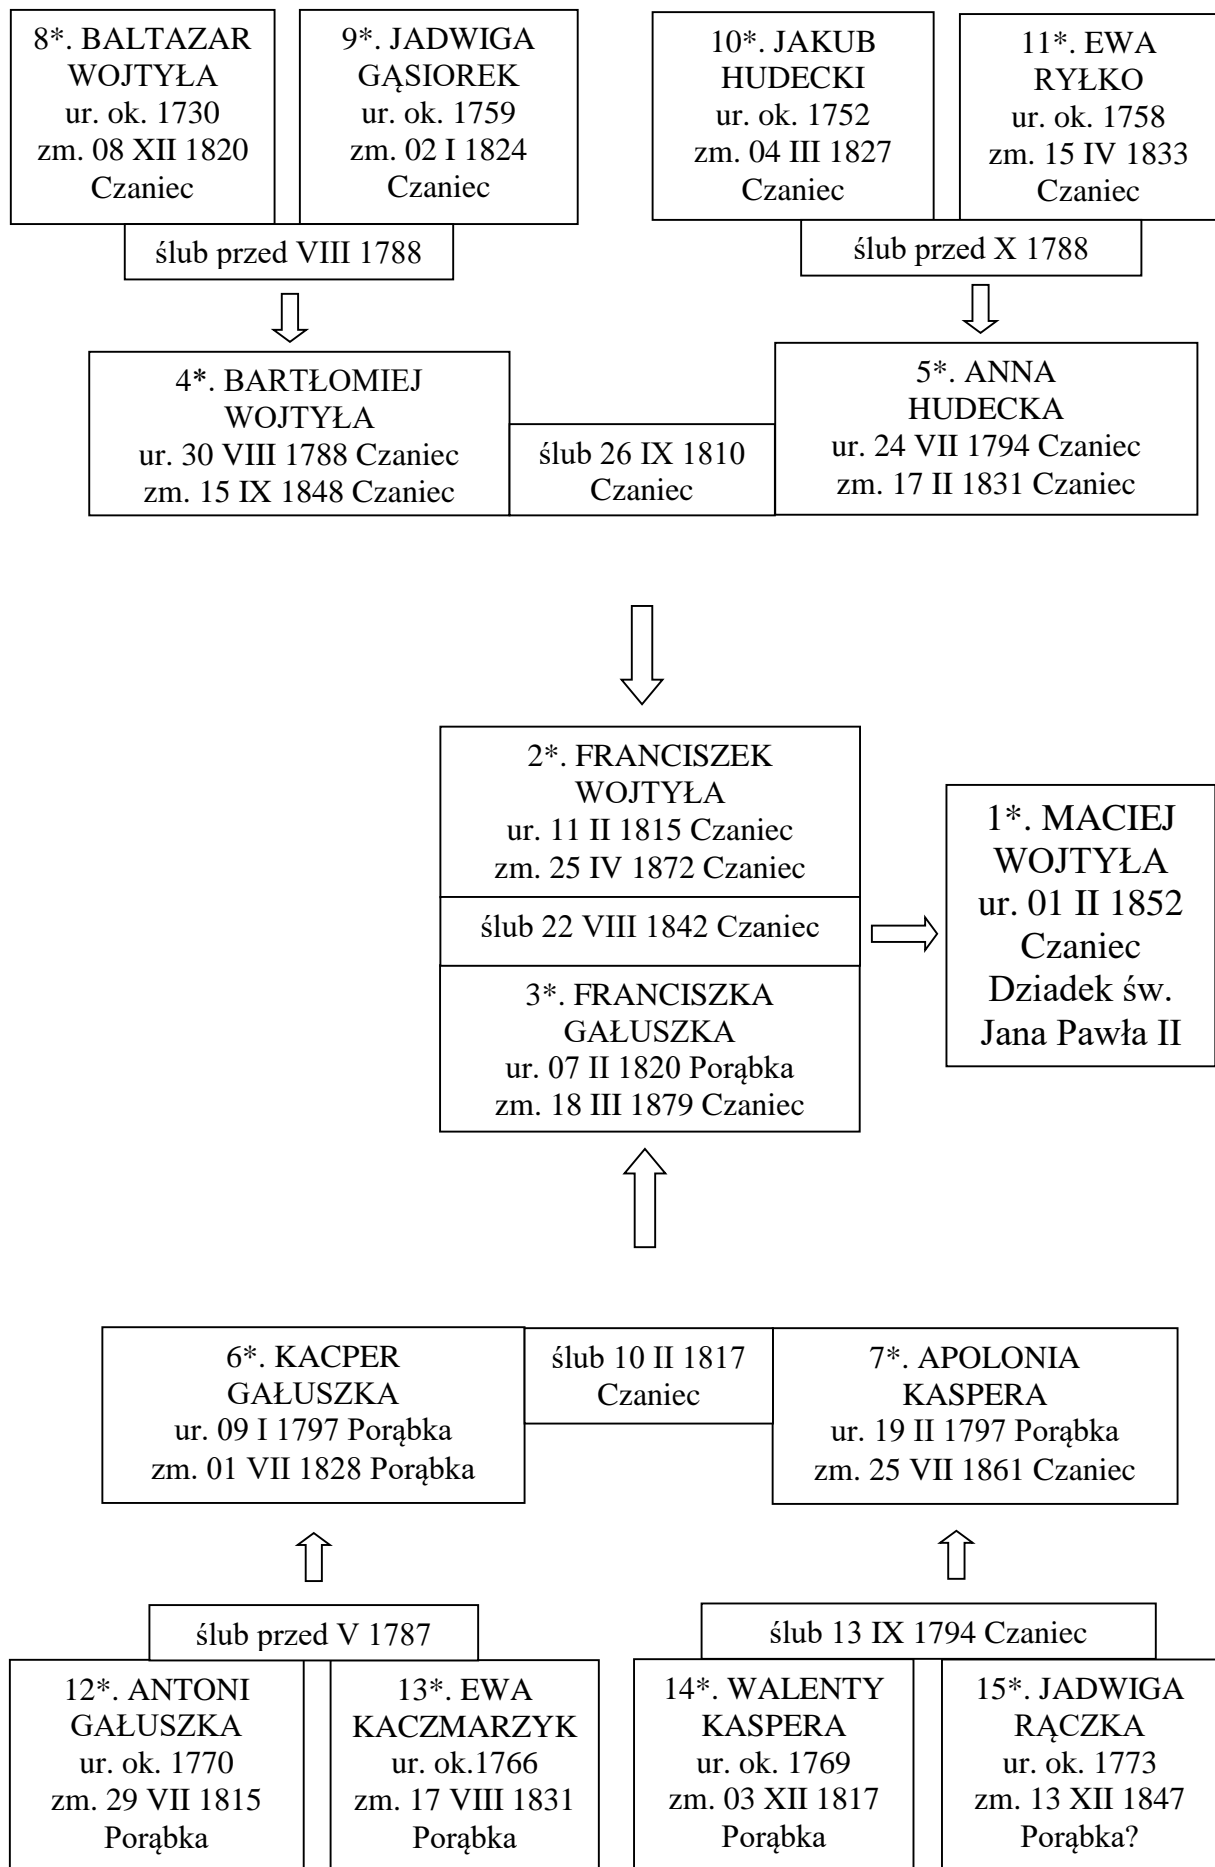 8*. BALTAZAR
WOJTYŁA
ur. ok. 1730
zm. 08 XII 1820
Czaniec
9*. JADWIGA
GĄSIOREK
ur. ok. 1759
zm. 02 I 1824
Czaniec
ślub przed VIII 1788
10*. JAKUB
HUDECKI
ur. ok. 1752
zm. 04 III 1827
Czaniec
11*. EWA
RYŁKO
ur. ok. 1758
zm. 15 IV 1833
Czaniec
ślub przed X 1788
4*. BARTŁOMIEJ
WOJTYŁA
ur. 30 VIII 1788 Czaniec
zm. 15 IX 1848 Czaniec
ślub 26 IX 1810
Czaniec
5*. ANNA
HUDECKA
ur. 24 VII 1794 Czaniec
zm. 17 II 1831 Czaniec
2*. FRANCISZEK
WOJTYŁA
ur. 11 II 1815 Czaniec
zm. 25 IV 1872 Czaniec
ślub 22 VIII 1842 Czaniec
3*. FRANCISZKA
GAŁUSZKA
ur. 07 II 1820 Porąbka
zm. 18 III 1879 Czaniec
1*. MACIEJ
WOJTYŁA
ur. 01 II 1852
Czaniec
Dziadek św.
Jana Pawła II
6*. KACPER
GAŁUSZKA
ur. 09 I 1797 Porąbka
zm. 01 VII 1828 Porąbka
ślub 10 II 1817
Czaniec
7*. APOLONIA
KASPERA
ur. 19 II 1797 Porąbka
zm. 25 VII 1861 Czaniec
ślub przed V 1787
12*. ANTONI
GAŁUSZKA
ur. ok. 1770
zm. 29 VII 1815
Porąbka
13*. EWA
KACZMARZYK
ur. ok.1766
zm. 17 VIII 1831
Porąbka
ślub 13 IX 1794 Czaniec
14*. WALENTY
KASPERA
ur. ok. 1769
zm. 03 XII 1817
Porąbka
15*. JADWIGA
RĄCZKA
ur. ok. 1773
zm. 13 XII 1847
Porąbka?